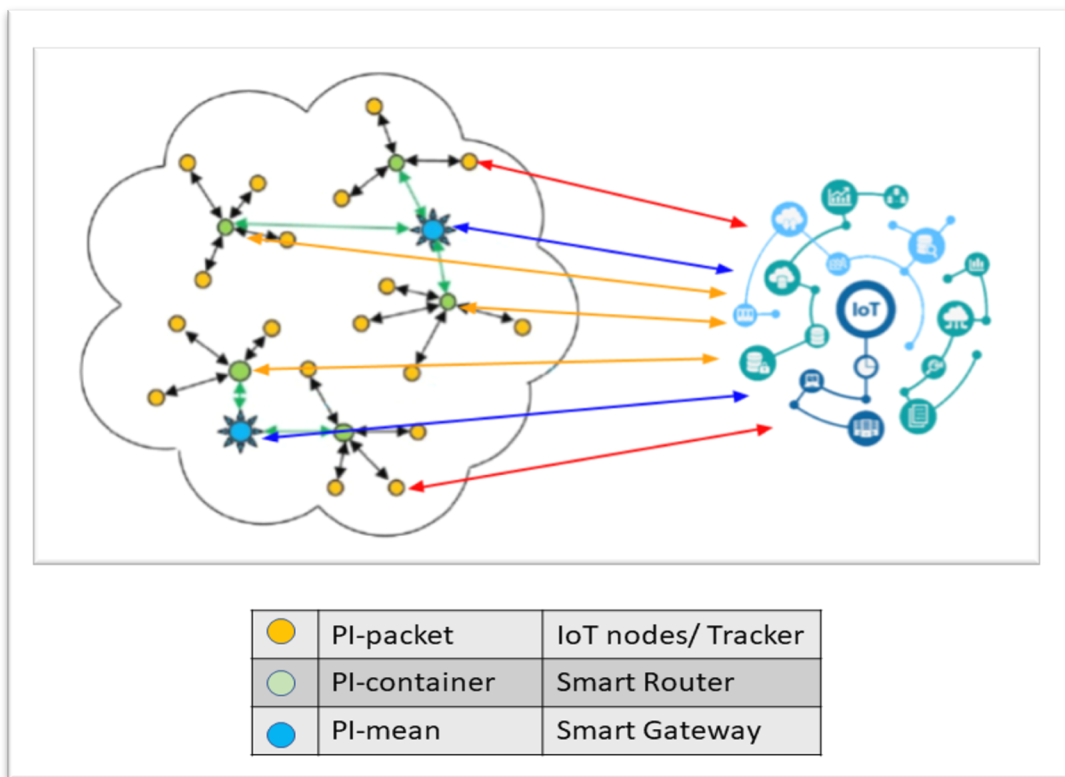 IoT
PI-packet IoT nodes/ Tracker
PI-container Smart Router
PI-mean Smart Gateway